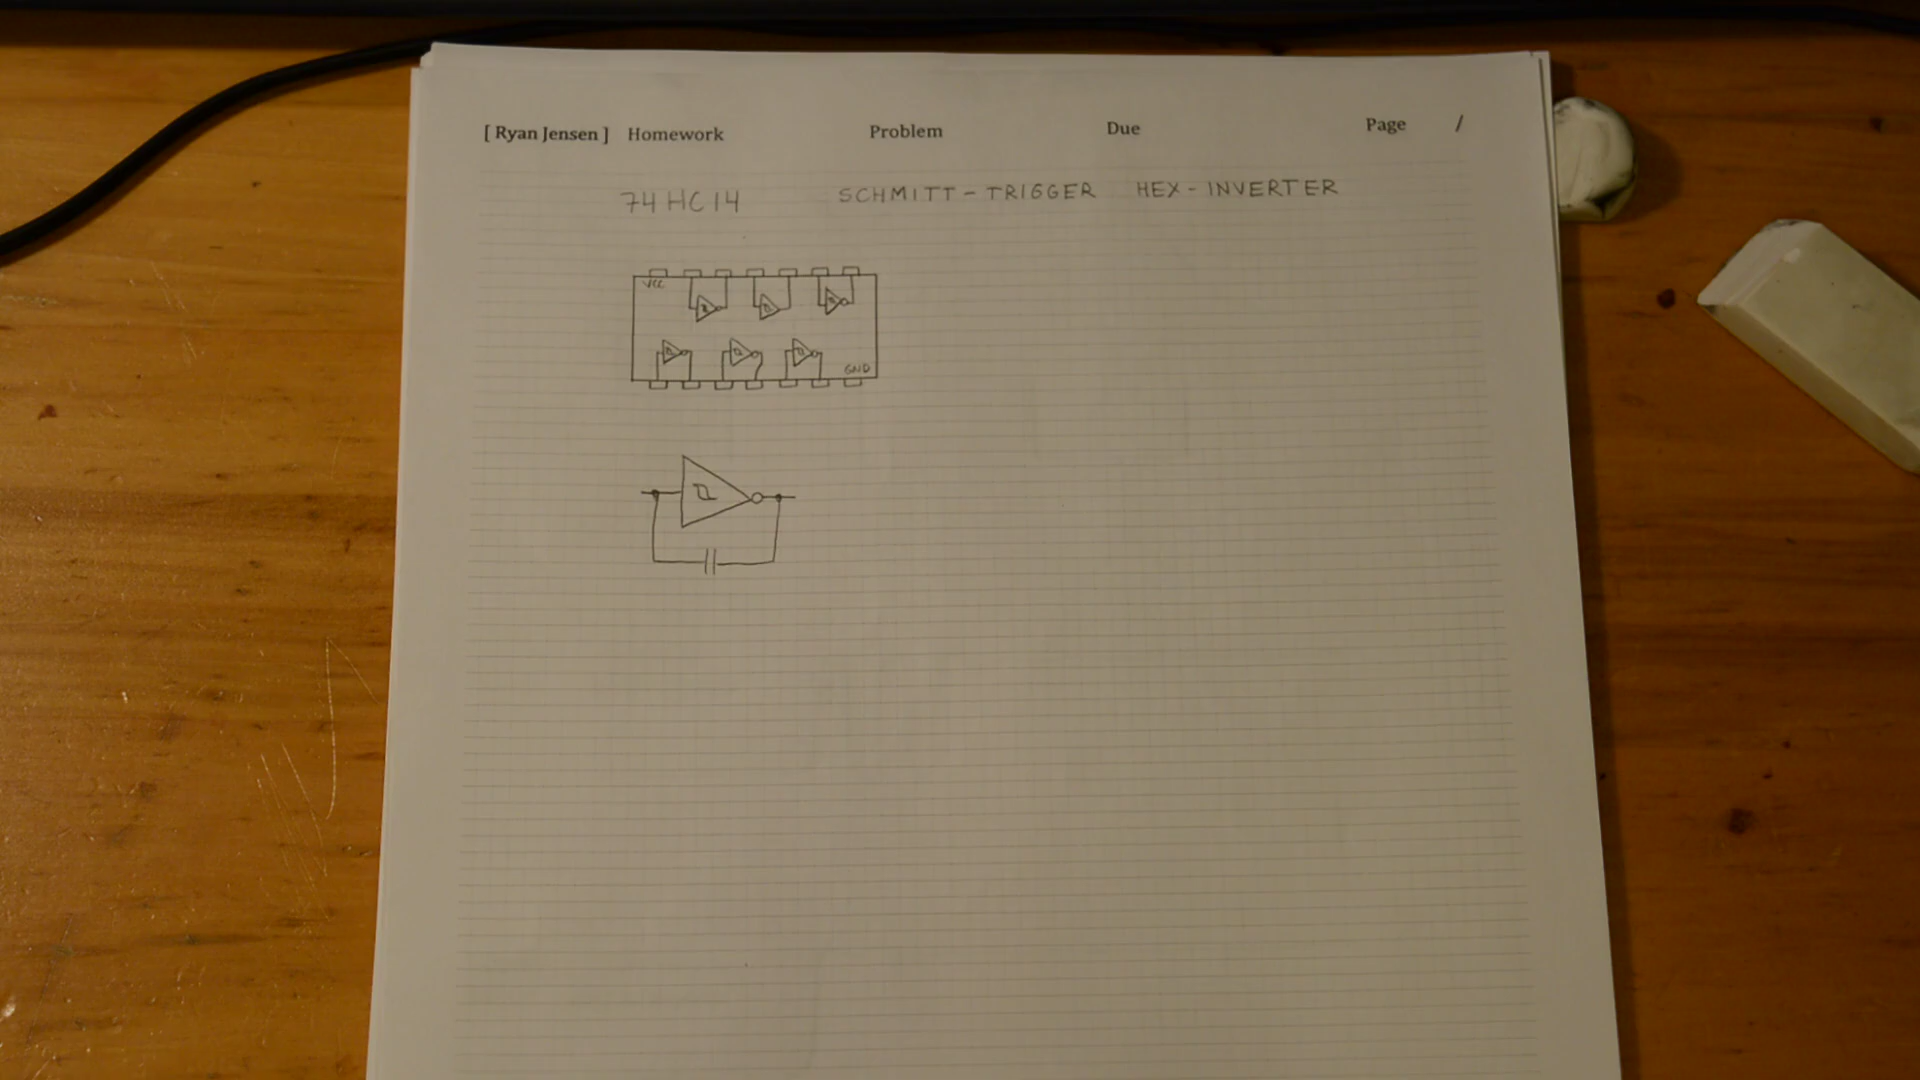 [ Ryan Jensen ] Homework Problem Due Page /
74HC14 SCHMITT-TRIGGER HEX-INVERTER
VCC
GND